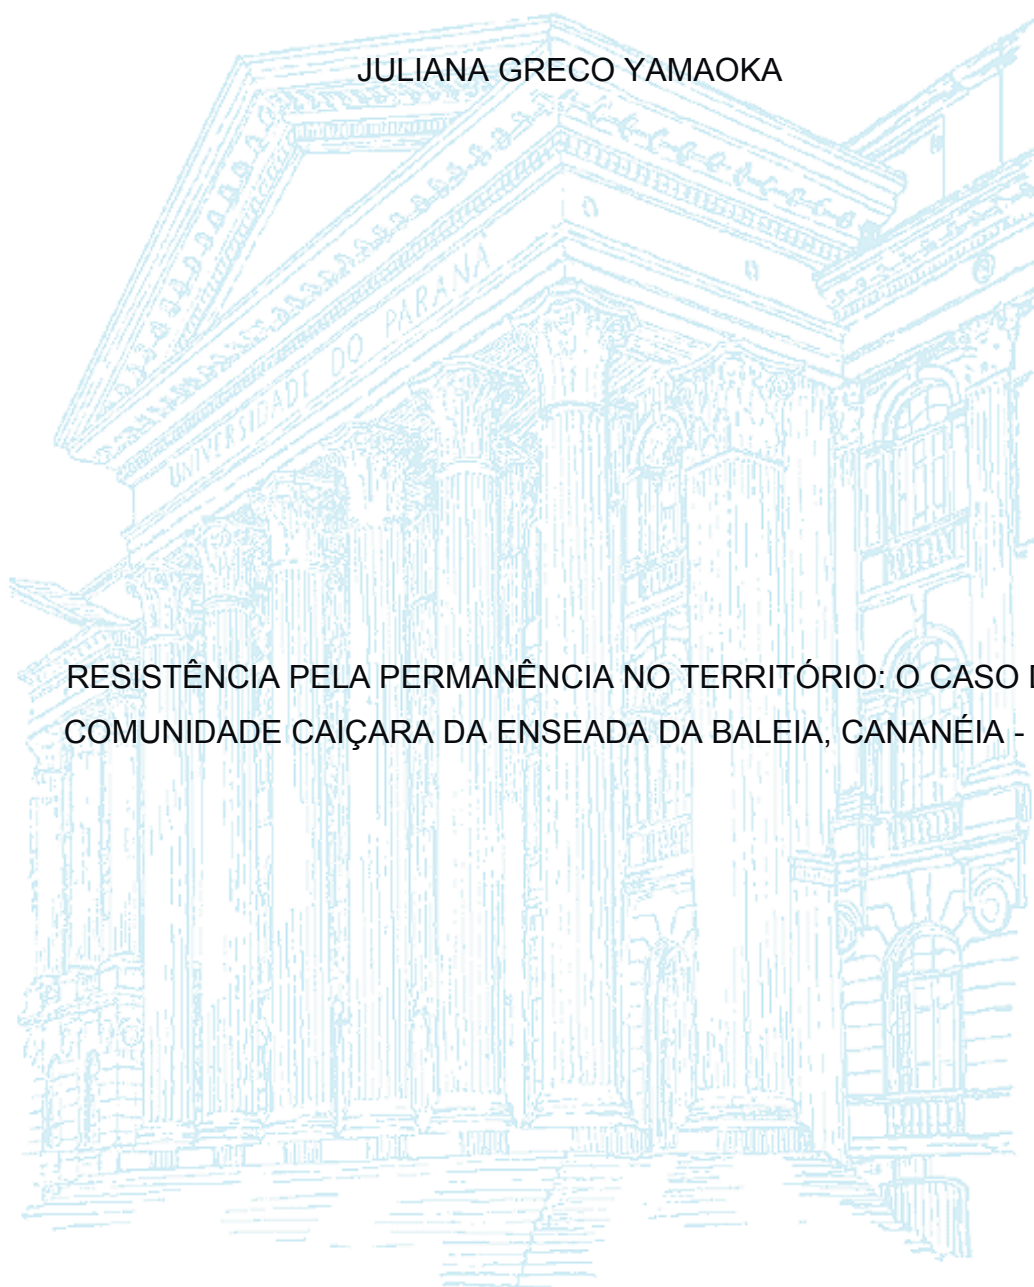 JULIANA GRECO YAMAOKA
UNIVERSIDADE DO PARANÁ
RESISTÊNCIA PELA PERMANÊNCIA NO TERRITÓRIO: O CASO
COMUNIDADE CAIÇARA DA ENSEADA DA BALEIA, CANANÉIA -